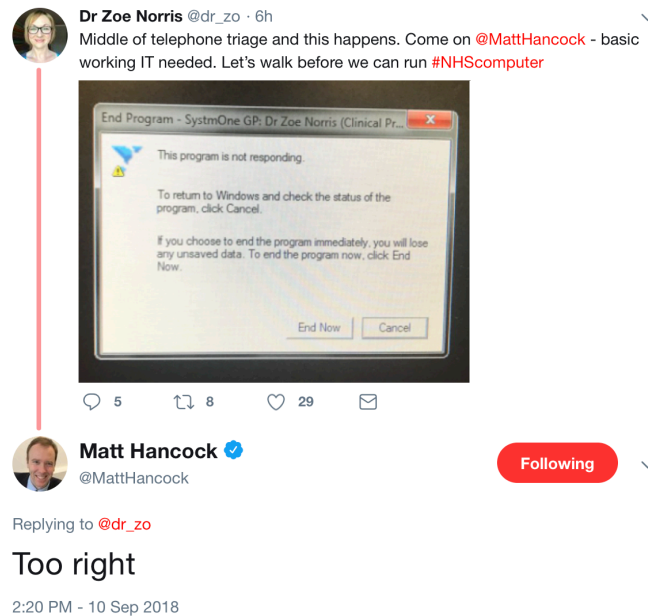 Dr Zoe Norris @dr_zo · 6h
Middle of telephone triage and this happens. Come on @MattHancock - basic
working IT needed. Let’s walk before we can run #NHScomputer
End Program - SystmOne GP: Dr Zoe Norris (Clinical Pr...
This program is not responding.
To return to Windows and check the status of the
program, click Cancel.
If you choose to end the program immediately, you will lose
any unsaved data. To end the program now, click End
Now.
End Now Cancel
5 8 29
Matt Hancock
@MattHancock
Following
Replying to @dr_zo
Too right
2:20 PM - 10 Sep 2018